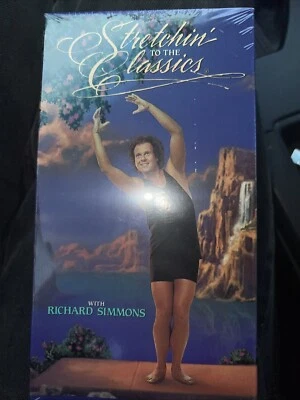 Stretchin'
TO THE
Classics
WITH
RICHARD SIMMONS